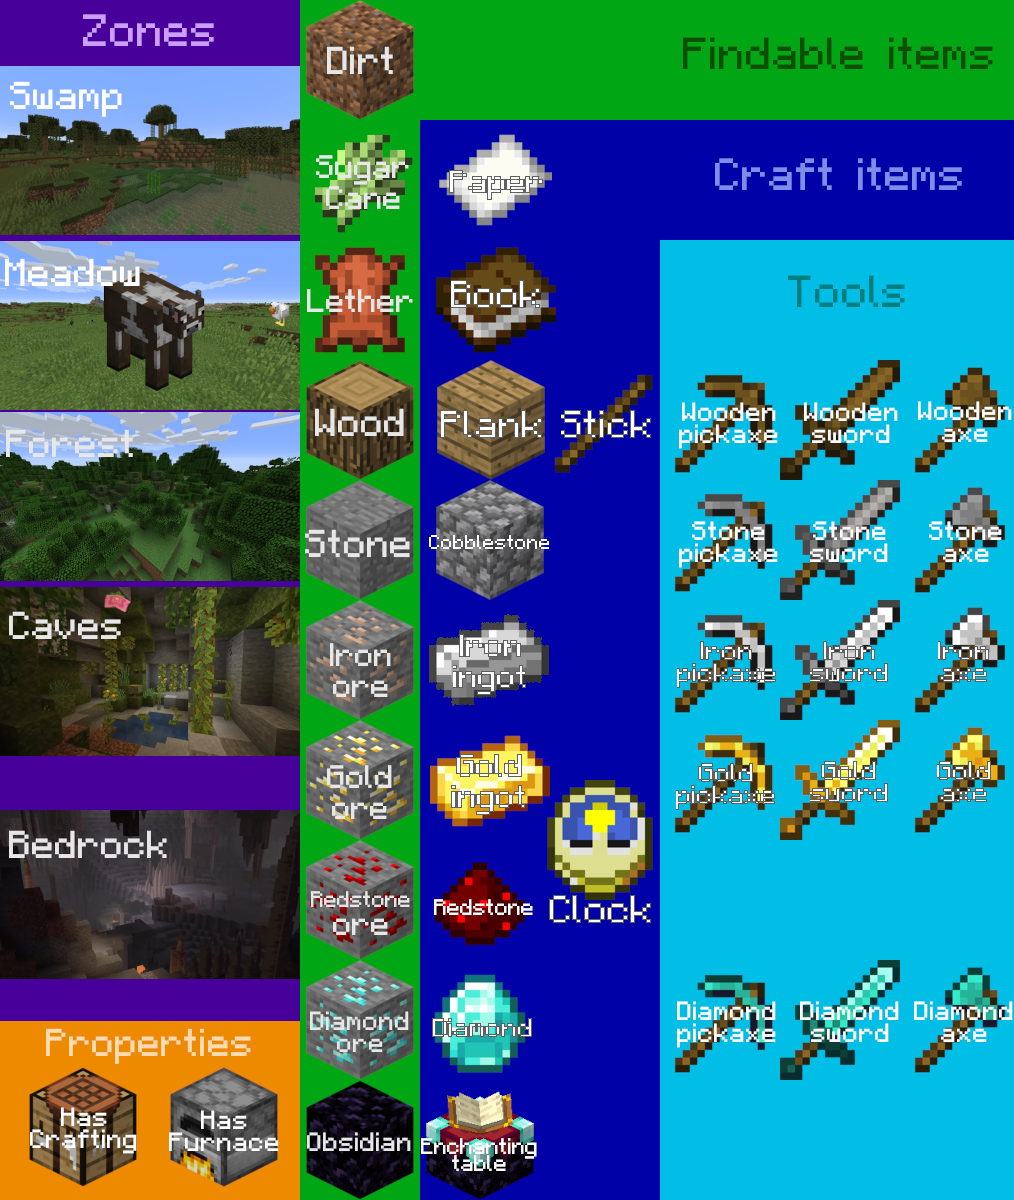 Zones
Swamp
Meadow
Forest
Caves
Bedrock
Properties
Has
Crafting
Has
Furnace
Findable items
Dirt
Sugar
Cane
Lether
Wood
Stone
Iron
ore
Gold
ore
Redstone
ore
Diamond
ore
Obsidian
Craft items
Paper
Book
Plank
Stick
Cobblestone
Iron
ingot
Gold
ingot
Clock
Redstone
Diamond
Enchanting
table
Tools
Wooden
pickaxe
Wooden
sword
Wooden
axe
Stone
pickaxe
Stone
sword
Stone
axe
Iron
pickaxe
Iron
sword
Iron
axe
Gold
pickaxe
Gold
sword
Gold
axe
Diamond
pickaxe
Diamond
sword
Diamond
axe